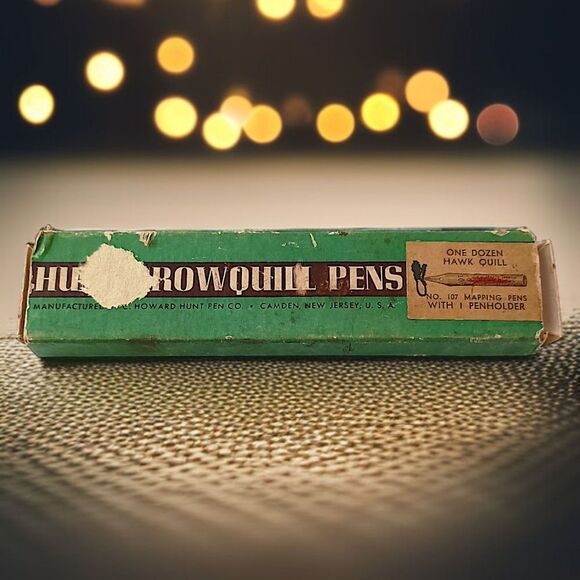 HU ROWQUILL PENS
MANUFACTURE C. HOWARD HUNT PEN CO. • CAMDEN, NEW JERSEY, U. S. A.
ONE DOZEN
HAWK QUILL
NO. 107 MAPPING PENS
WITH 1 PENHOLDER